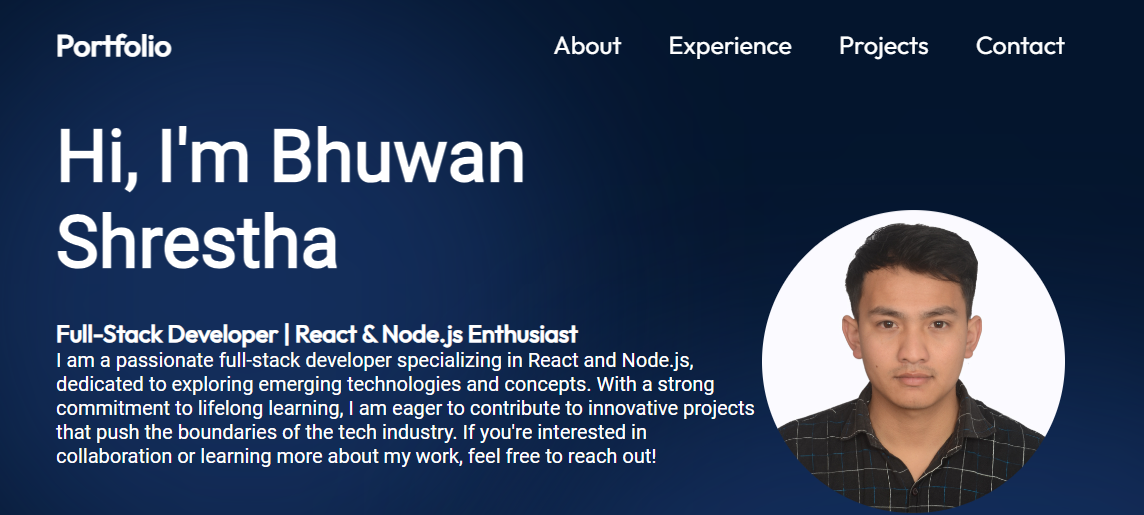 Portfolio
About Experience Projects Contact
Hi, I'm Bhuwan
Shrestha
Full-Stack Developer | React & Node.js Enthusiast
I am a passionate full-stack developer specializing in React and Node.js,
dedicated to exploring emerging technologies and concepts. With a strong
commitment to lifelong learning, I am eager to contribute to innovative projects
that push the boundaries of the tech industry. If you're interested in
collaboration or learning more about my work, feel free to reach out!